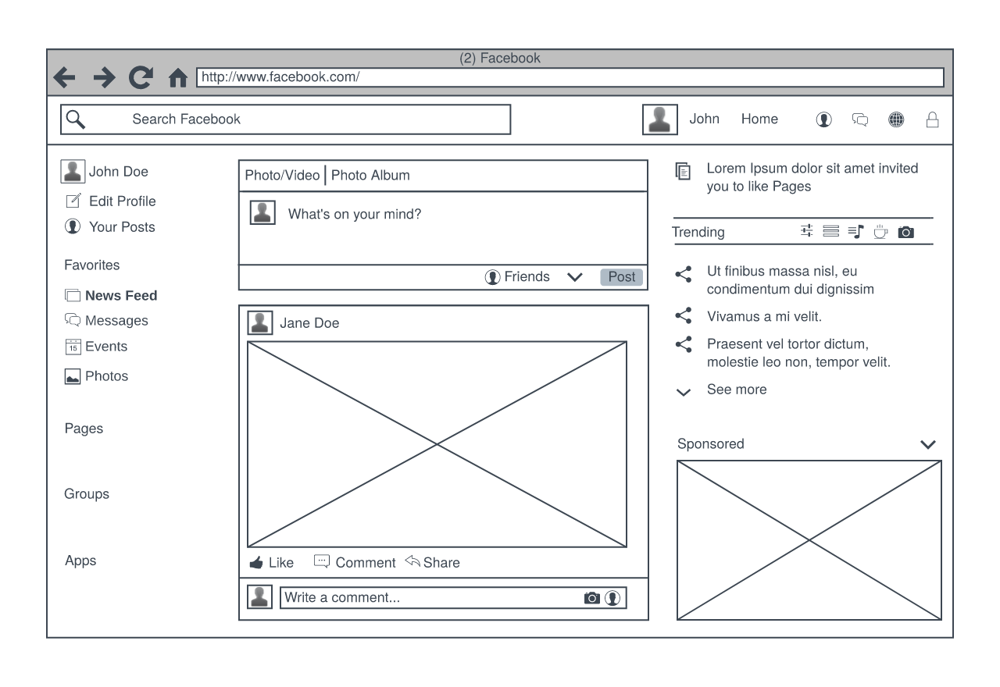 (2) Facebook
http://www.facebook.com/
Search Facebook
John Home
John Doe
Edit Profile
Your Posts
Favorites
News Feed
Messages
15
Events
Photos
Pages
Groups
Apps
Photo/Video Photo Album
What's on your mind?
Friends
Post
Jane Doe
Like Comment Share
Write a comment...
Lorem Ipsum dolor sit amet invited
you to like Pages
Trending
Ut finibus massa nisl, eu
condimentum dui dignissim
Vivamus a mi velit.
Praesent vel tortor dictum,
molestie leo non, tempor velit.
See more
Sponsored